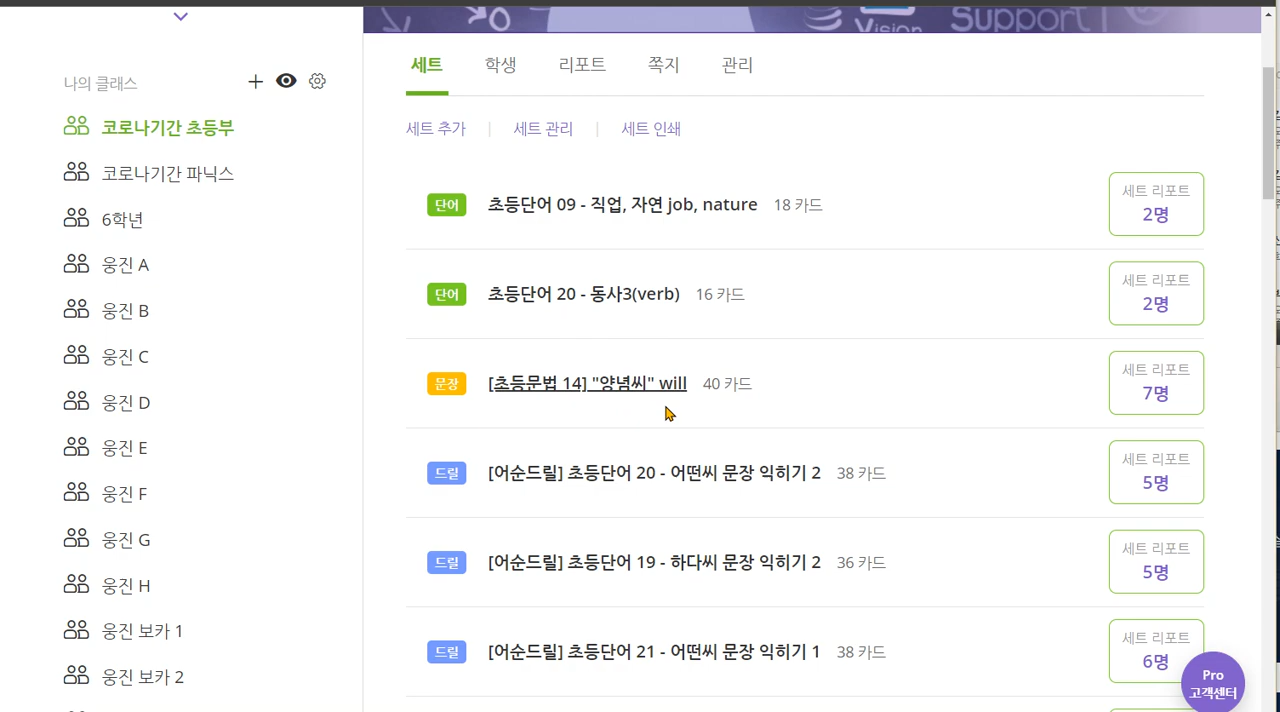 Vision
Support
나의 클래스
코로나기간 초등부
코로나기간 파닉스
6학년
웅진 A
웅진 B
웅진 C
웅진 D
웅진 E
웅진 F
웅진 G
웅진 H
웅진 보카 1
웅진 보카 2
세트 학생 리포트 쪽지 관리
세트 추가 | 세트 관리 | 세트 인쇄
단어 초등단어 09 - 직업, 자연 job, nature 18 카드
세트 리포트
2명
단어 초등단어 20 - 동사3(verb) 16 카드
세트 리포트
2명
문장 [초등문법 14] "양념씨" will 40 카드
세트 리포트
7명
드릴 [어순드릴] 초등단어 20 - 어떤씨 문장 익히기 2 38 카드
세트 리포트
5명
드릴 [어순드릴] 초등단어 19 - 하다씨 문장 익히기 2 36 카드
세트 리포트
5명
드릴 [어순드릴] 초등단어 21 - 어떤씨 문장 익히기 1 38 카드
세트 리포트
6명
Pro
고객센터